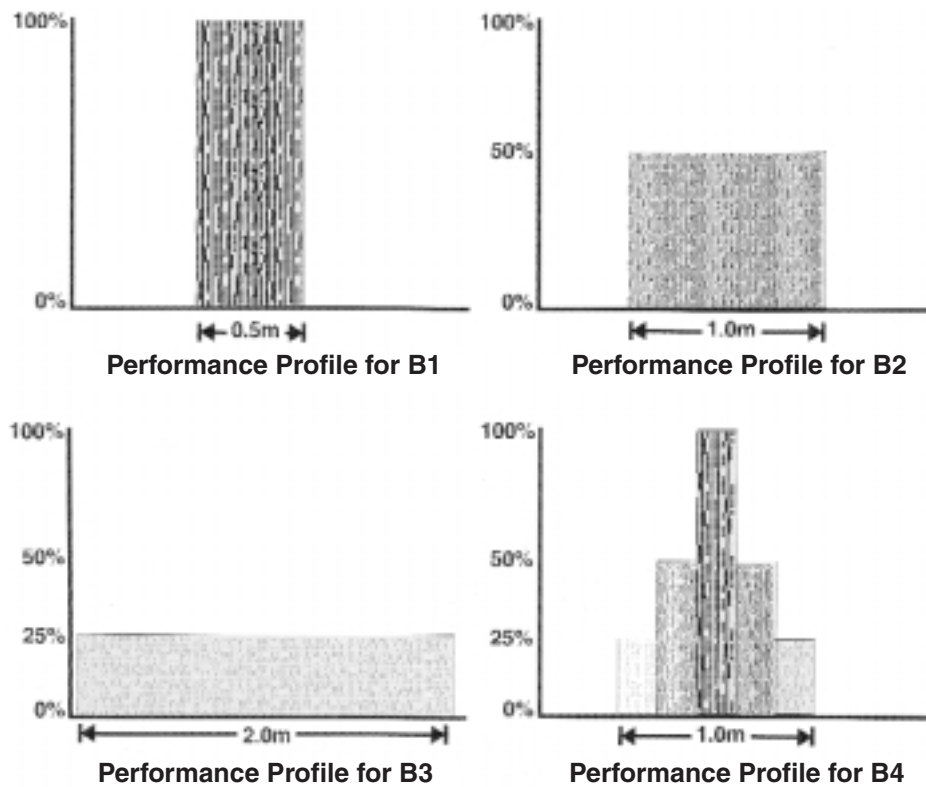 100%
0%
0.5m
Performance Profile for B1
100%
50%
0%
1.0m
Performance Profile for B2
100%
50%
25%
0%
2.0m
Performance Profile for B3
100%
50%
25%
0%
1.0m
Performance Profile for B4